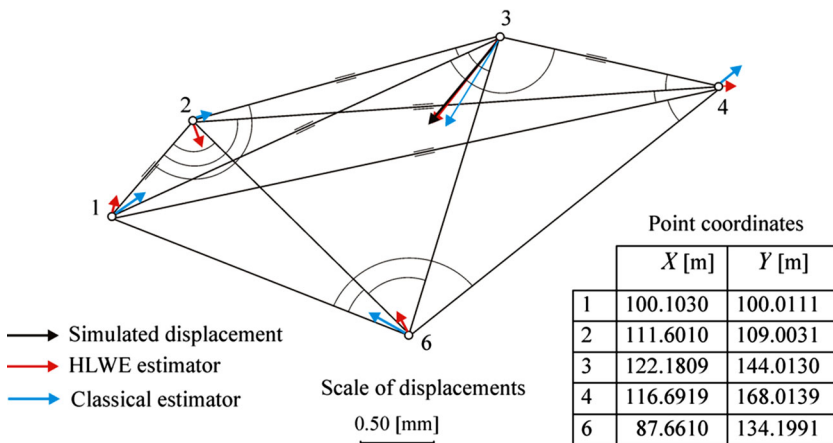 3
2
4
1
6
Simulated displacement
HLWE estimator
Classical estimator
Scale of displacements
0.50 [mm]
Point coordinates
X [m] Y [m]
1 100.1030 100.0111
2 111.6010 109.0031
3 122.1809 144.0130
4 116.6919 168.0139
6 87.6610 134.1991